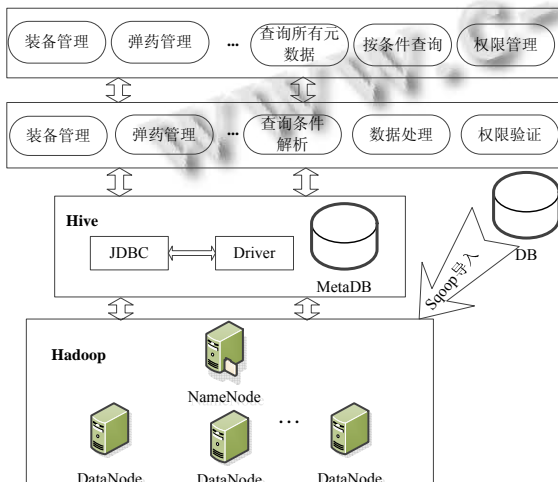 装备管理
弹药管理
...
查询所有元
数据
按条件查询
权限管理
装备管理
弹药管理
...
查询条件
解析
数据处理
权限验证
Hive
JDBC
Driver
MetaDB
DB
Sqoop导入
Hadoop
NameNode
...
DataNode
DataNode
DataNode